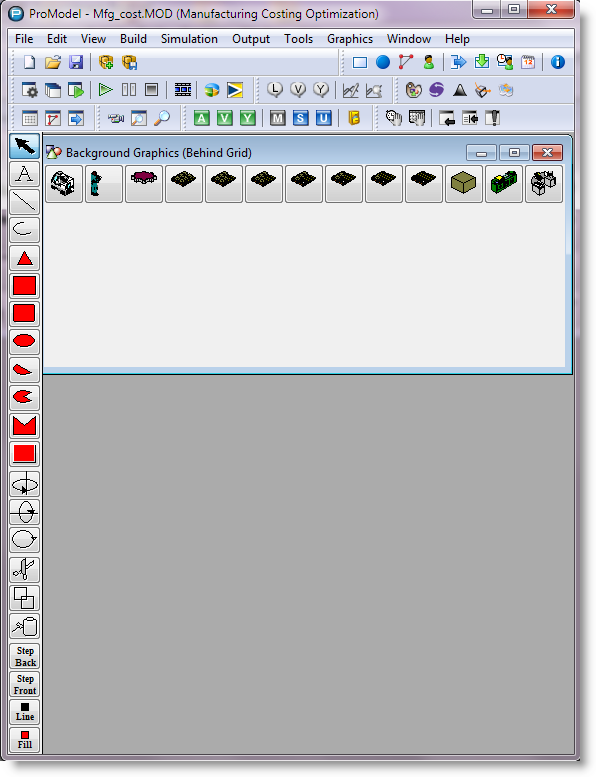 ProModel - Mfg_cost.MOD (Manufacturing Costing Optimization)
File Edit View Build Simulation Output Tools Graphics Window Help
12
L V Y
A V Y M S U
Background Graphics (Behind Grid)
A
Step
Back
Step
Front
Line
Fill